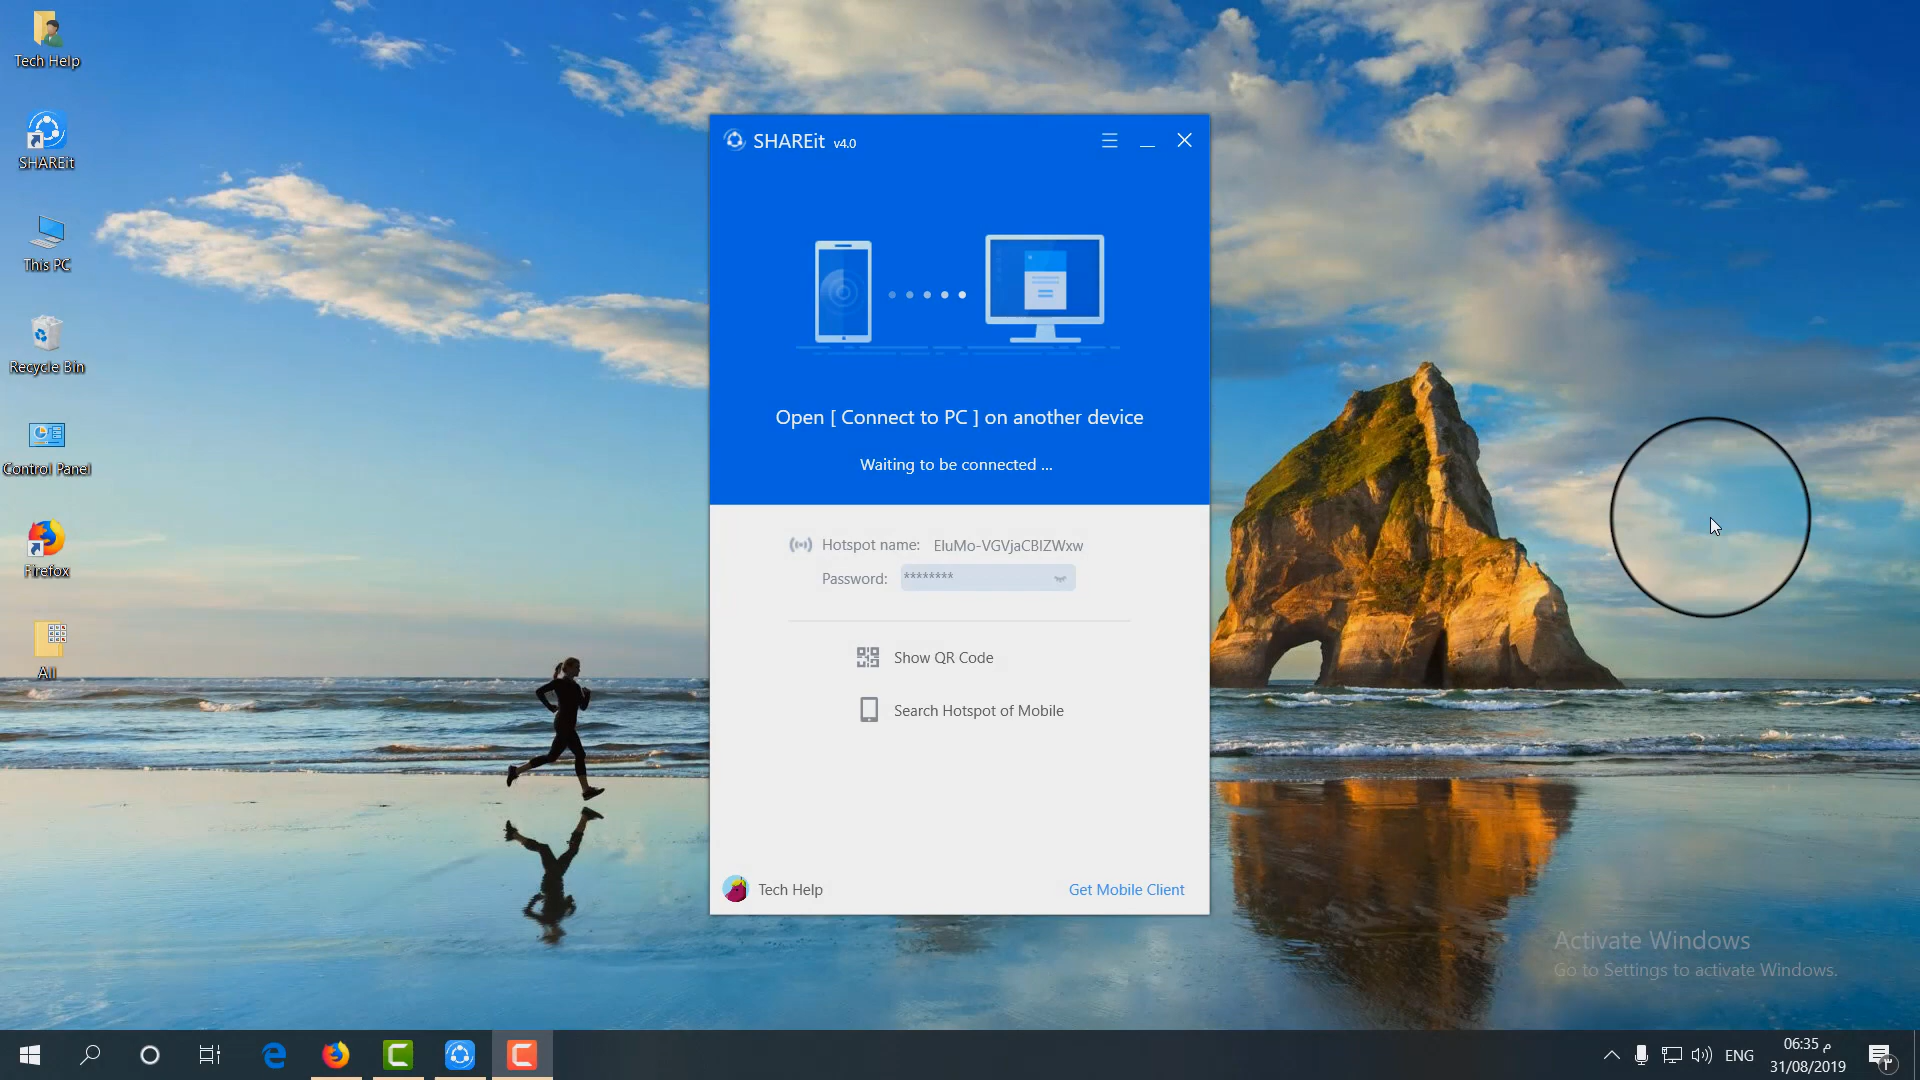 Tech Help
SHAREit
This PC
Recycle Bin
Control Panel
Firefox
All
SHAREit v4.0
Open [ Connect to PC ] on another device
Waiting to be connected ...
Hotspot name: EluMo-VGVjaCBIZWxw
Password: ********
Show QR Code
Search Hotspot of Mobile
Tech Help
Get Mobile Client
Activate Windows
Go to Settings to activate Windows.
ENG
06:35 م
31/08/2019
٣